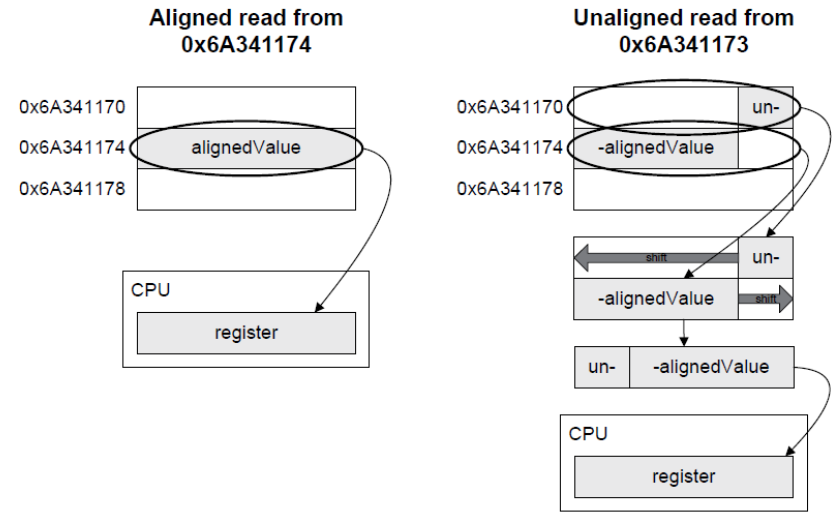 Aligned read from
0x6A341174
0x6A341170
0x6A341174
alignedValue
0x6A341178
CPU
register
Unaligned read from
0x6A341173
0x6A341170
un-
0x6A341174
-alignedValue
0x6A341178
shift
un-
-alignedValue
shift
un-
-alignedValue
CPU
register